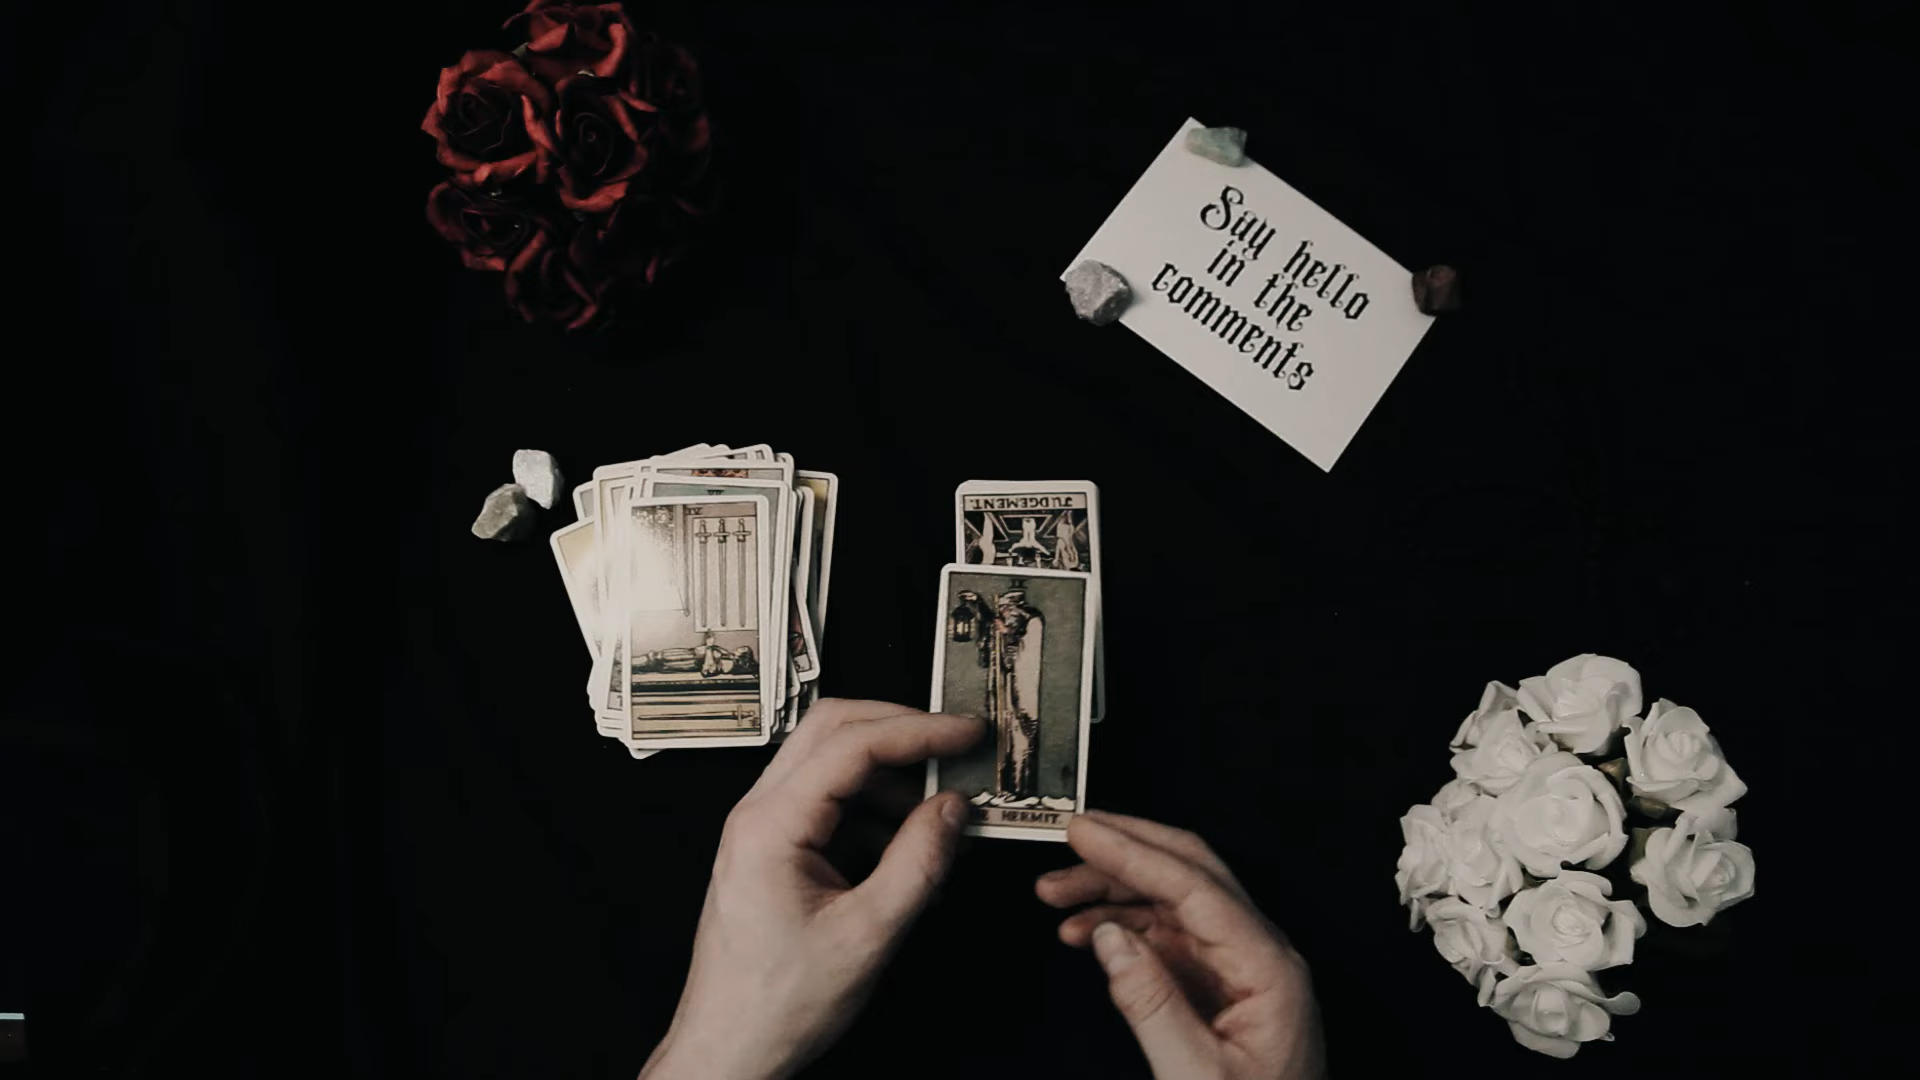 Say hello
in the
comments
JUDGEMENT.
HERMIT.